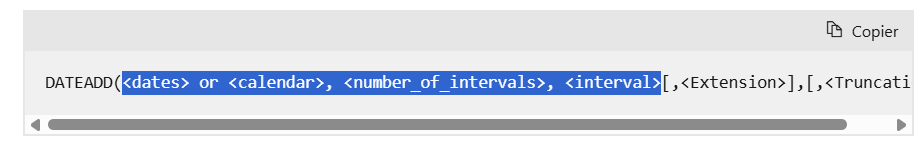 Copier
DATEADD(<dates> or <calendar>, <number_of_intervals>, <interval>[,<Extension>],[,<Truncati